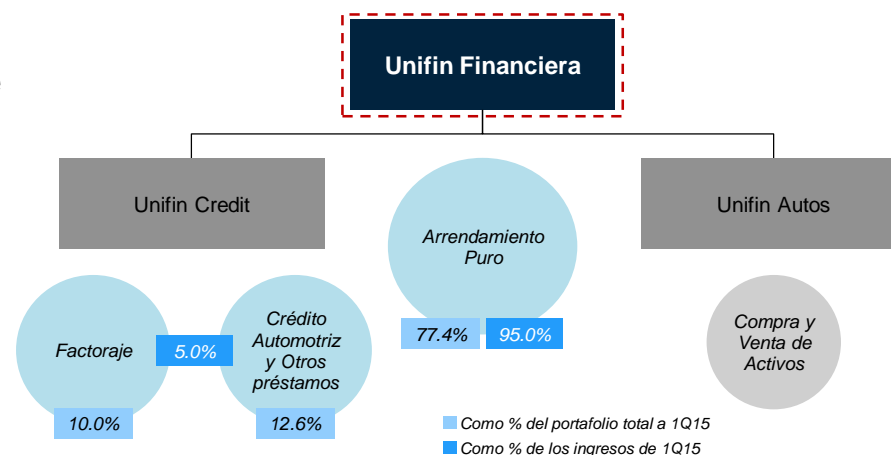 Unifin Financiera
Unifin Credit
Unifin Autos
Arrendamiento
Puro
77.4%
95.0%
Factoraje
5.0%
Crédito
Automotriz
y Otros
préstamos
10.0%
12.6%
Compra y
Venta de
Activos
Como % del portafolio total a 1Q15
Como % de los ingresos de 1Q15